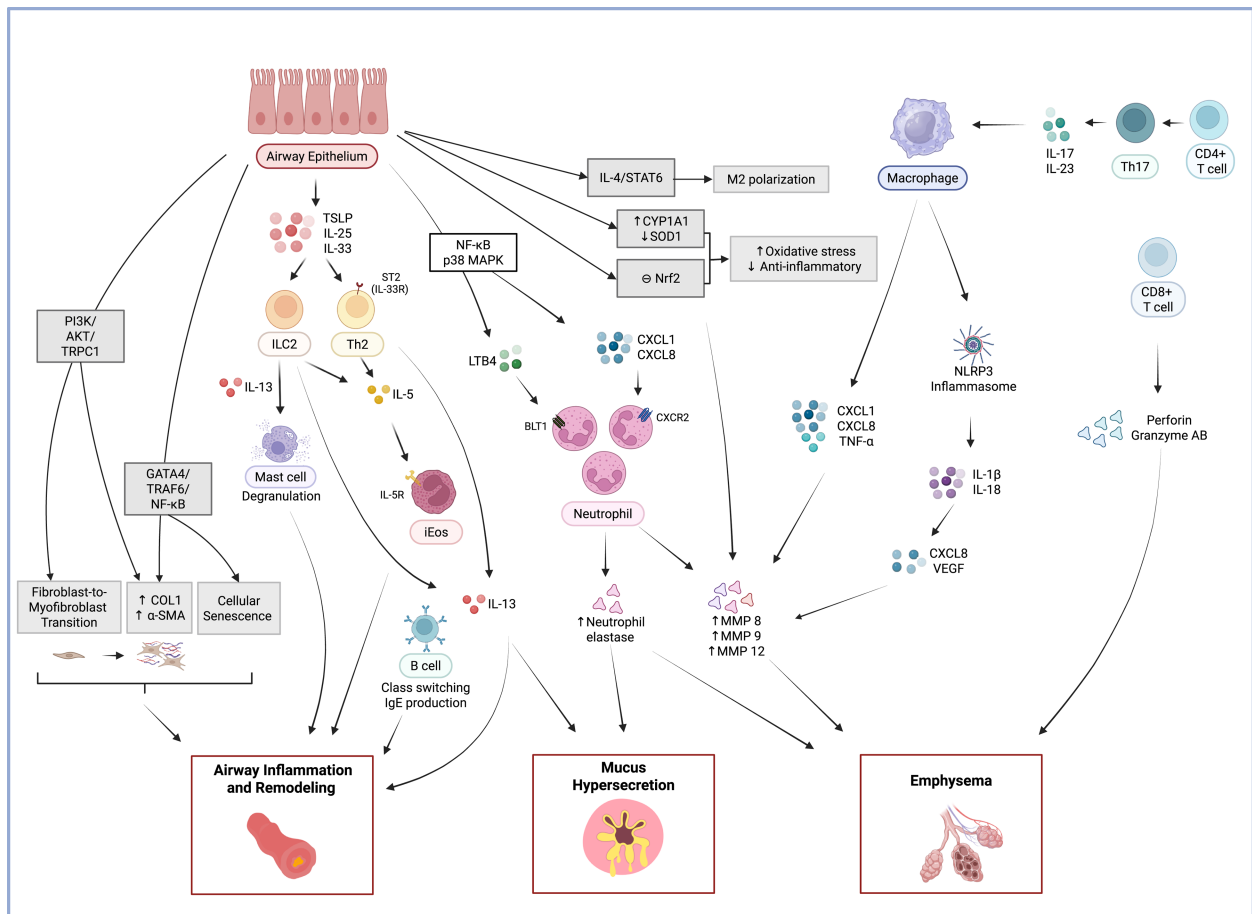 Airway Epithelium
Macrophage
IL-17
IL-23
Th17
CD4+
T cell
IL-4/STAT6
M2 polarization
TSLP
IL-25
IL-33
↑CYP1A1
↓SOD1
NF-κB
p38 MAPK
↑Oxidative stress
↓ Anti-inflammatory
⊖ Nrf2
ST2
(IL-33R)
CD8+
T cell
PI3K/
AKT/
TRPC1
ILC2
Th2
LTB4
CXCL1
CXCL8
NLRP3
Inflammasome
IL-13
IL-5
BLT1
CXCR2
CXCL1
CXCL8
TNF-α
Perforin
Granzyme AB
GATA4/
TRAF6/
NF-κB
Mast cell
Degranulation
IL-5R
iEos
Neutrophil
IL-1β
IL-18
CXCL8
VEGF
Fibroblast-to-
Myofibroblast
Transition
↑ COL1
↑ α-SMA
Cellular
Senescence
IL-13
↑Neutrophil
elastase
↑MMP 8
↑MMP 9
↑MMP 12
B cell
Class switching
IgE production
Airway Inflammation
and Remodeling
Mucus
Hypersecretion
Emphysema